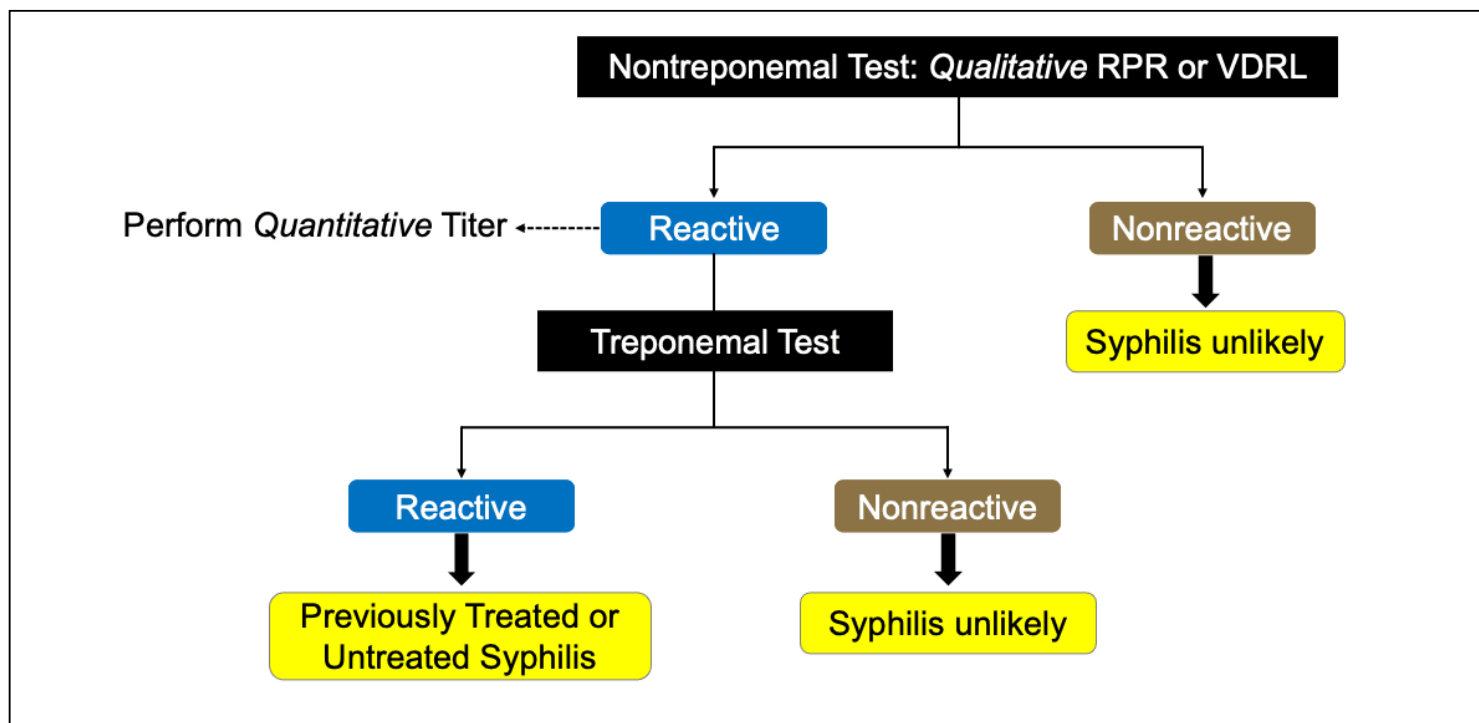 Nontreponemal Test: Qualitative RPR or VDRL
Perform Quantitative Titer
Reactive
Nonreactive
Treponemal Test
Syphilis unlikely
Reactive
Nonreactive
Previously Treated or
Untreated Syphilis
Syphilis unlikely